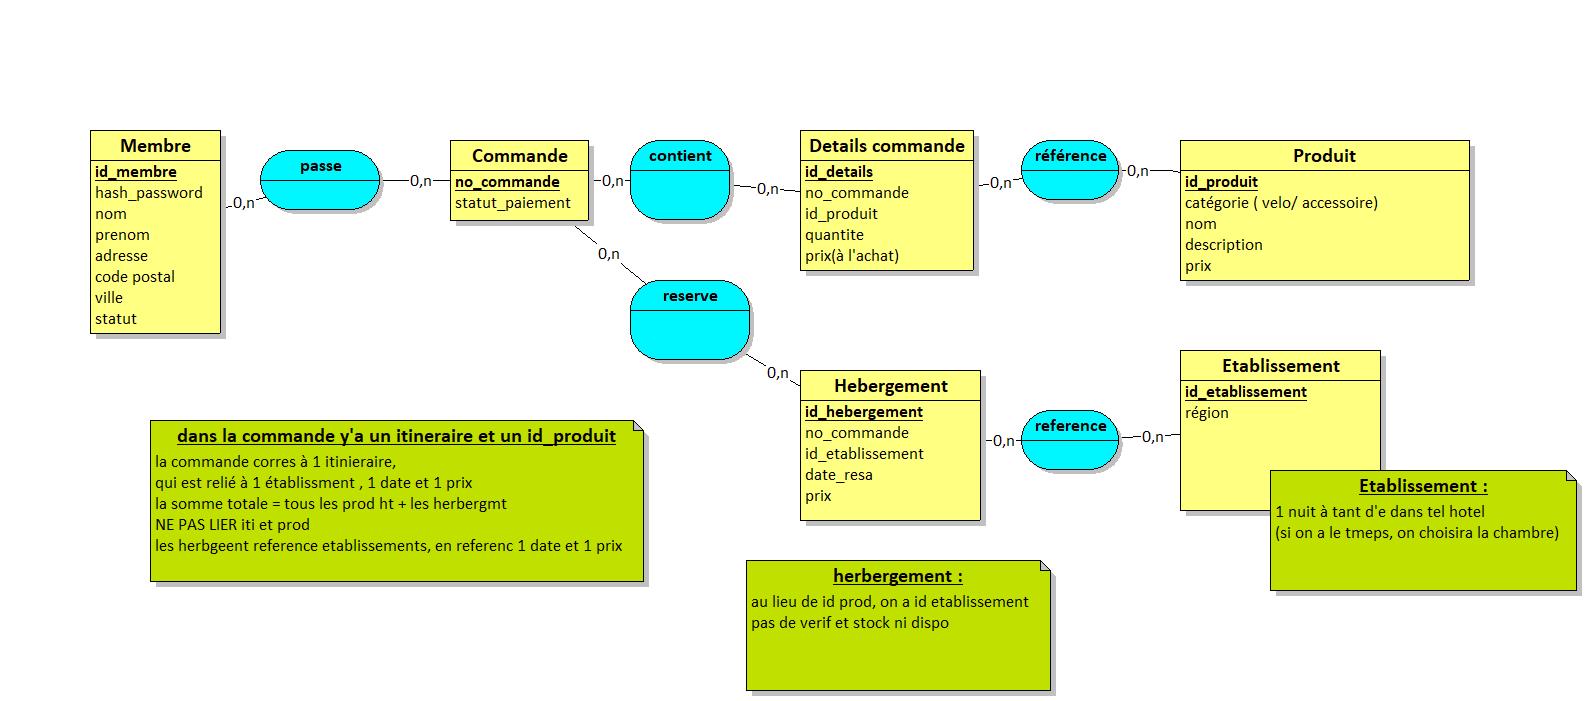 Membre
id_membre
hash_password
nom
prenom
adresse
code postal
ville
statut
0,n
passe
0,n
Commande
no_commande
statut_paiement
0,n
contient
0,n
Details commande
id_details
no_commande
id_produit
quantite
prix(à l'achat)
0,n
référence
0,n
Produit
id_produit
catégorie ( velo/ accessoire)
nom
description
prix
0,n
reserve
0,n
Hebergement
id_hebergement
no_commande
id_etablissement
date_resa
prix
0,n
reference
0,n
Etablissement
id_etablissement
région
dans la commande y'a un itineraire et un id_produit
la commande corres à 1 itinieraire,
qui est relié à 1 établissment , 1 date et 1 prix
la somme totale = tous les prod ht + les herbergmt
NE PAS LIER iti et prod
les herbgeent reference etablissements, en referenc 1 date et 1 prix
Etablissement :
1 nuit à tant d'e dans tel hotel
(si on a le tmeps, on choisira la chambre)
herbergement :
au lieu de id prod, on a id etablissement
pas de verif et stock ni dispo